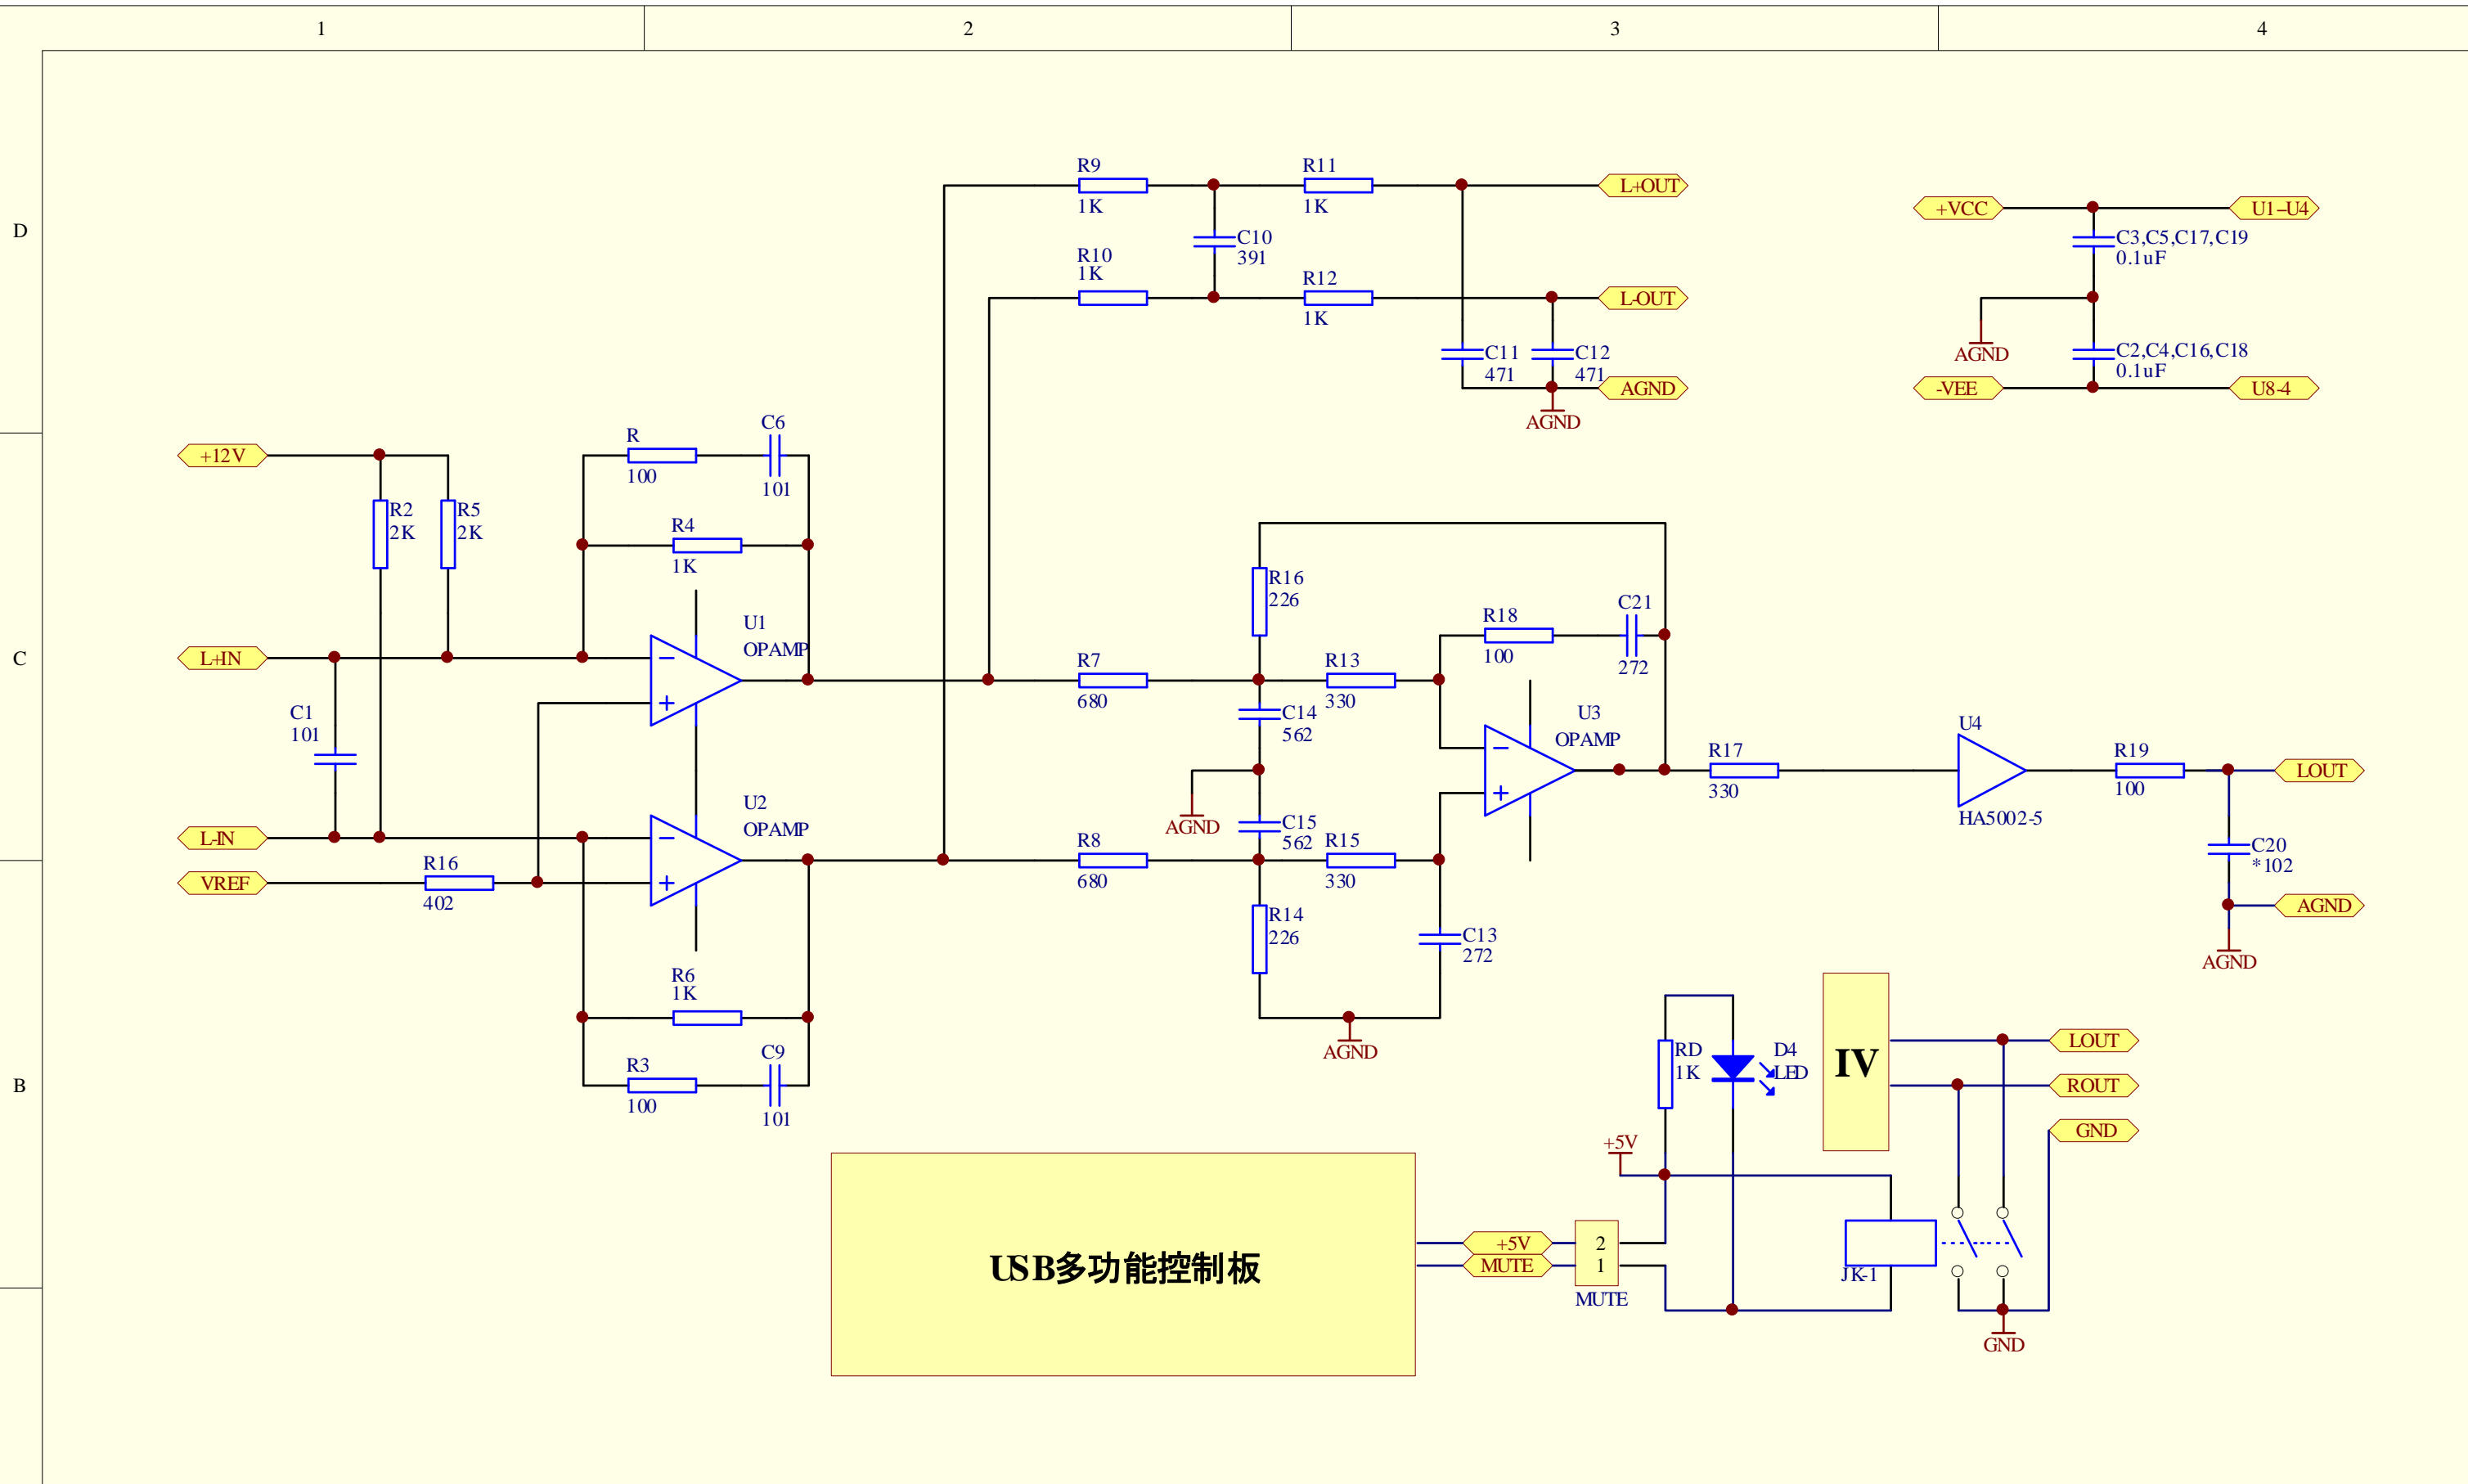 1
2
3
4
D
C
B
R9
1K
R11
1K
L+OUT
C10
391
R10
1K
R12
1K
L-OUT
C11
471
C12
471
AGND
AGND
+VCC
U1-U4
C3,C5,C17,C19
0.1uF
AGND
C2,C4,C16,C18
0.1uF
-VEE
U8-4
+12V
R2
2K
R5
2K
R
100
C6
101
R4
1K
U1
OPAMP
L+IN
C1
101
L-IN
VREF
R16
402
U2
OPAMP
R6
1K
R3
100
C9
101
R16
226
R18
100
C21
272
R7
680
R13
330
C14
562
AGND
C15
562
U3
OPAMP
R8
680
R15
330
R14
226
C13
272
AGND
R17
330
U4
HA5002-5
R19
100
LOUT
C20
*102
AGND
AGND
RD
1K
D4
LED
IV
LOUT
ROUT
GND
+5V
USB多功能控制板
+5V
MUTE
2
1
MUTE
JK-1
GND